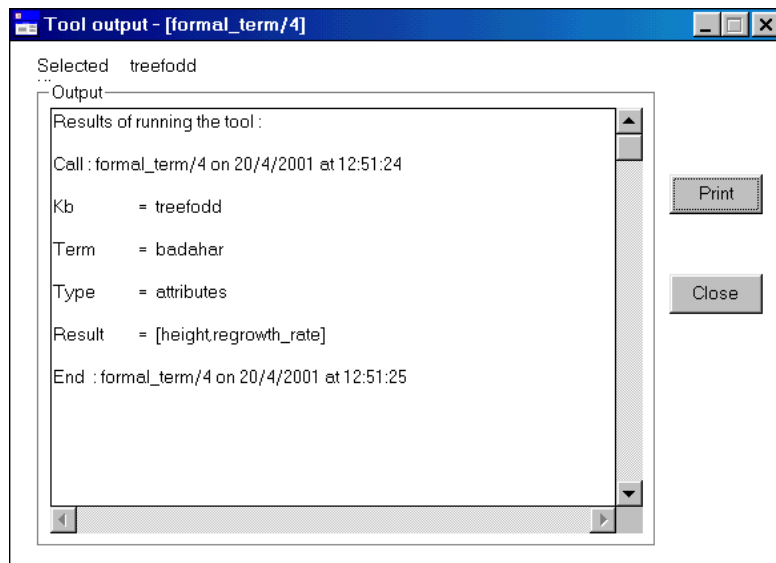 Tool output - [formal_term/4]
Selected treefodd
Output
Results of running the tool :
Call : formal_term/4 on 20/4/2001 at 12:51:24
Kb = treefodd
Term = badahar
Type = attributes
Result = [height,regrowth_rate]
End : formal_term/4 on 20/4/2001 at 12:51:25
Print
Close